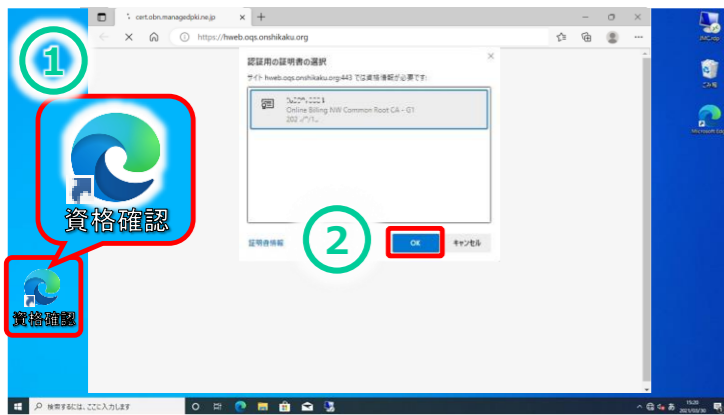 cert.obn.managedpki.ne.jp
https://hweb.oqs.onshikaku.org
1
認証用の証明書の選択
サイト hweb.oqs.onshikaku.org:443 では資格情報が必要です:
Online Billing NW Common Root CA - G1
資格確認
2
証明書情報
OK
キャンセル
資格確認
ごみ箱
Microsoft Edge
検索するには、ここに入力します
15:20